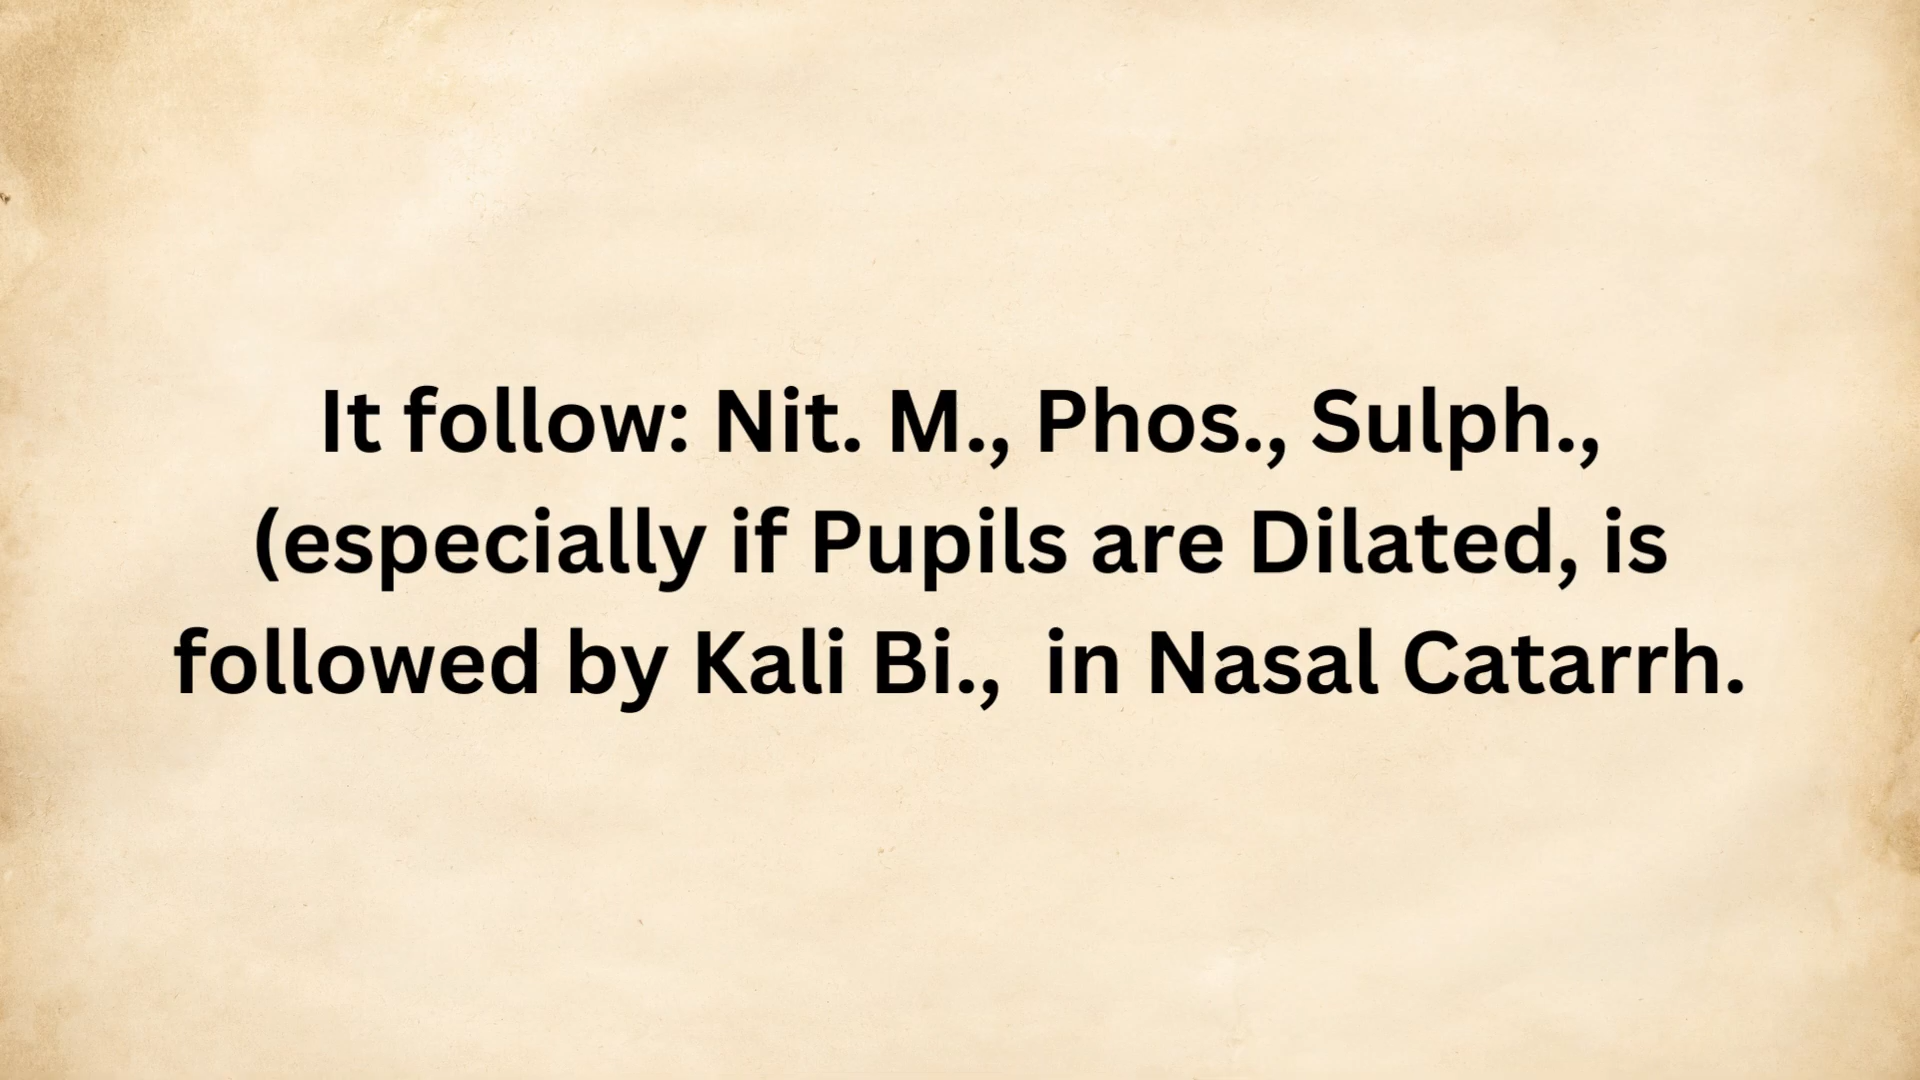 It follow: Nit. M., Phos., Sulph.,
(especially if Pupils are Dilated, is
followed by Kali Bi.,  in Nasal Catarrh.